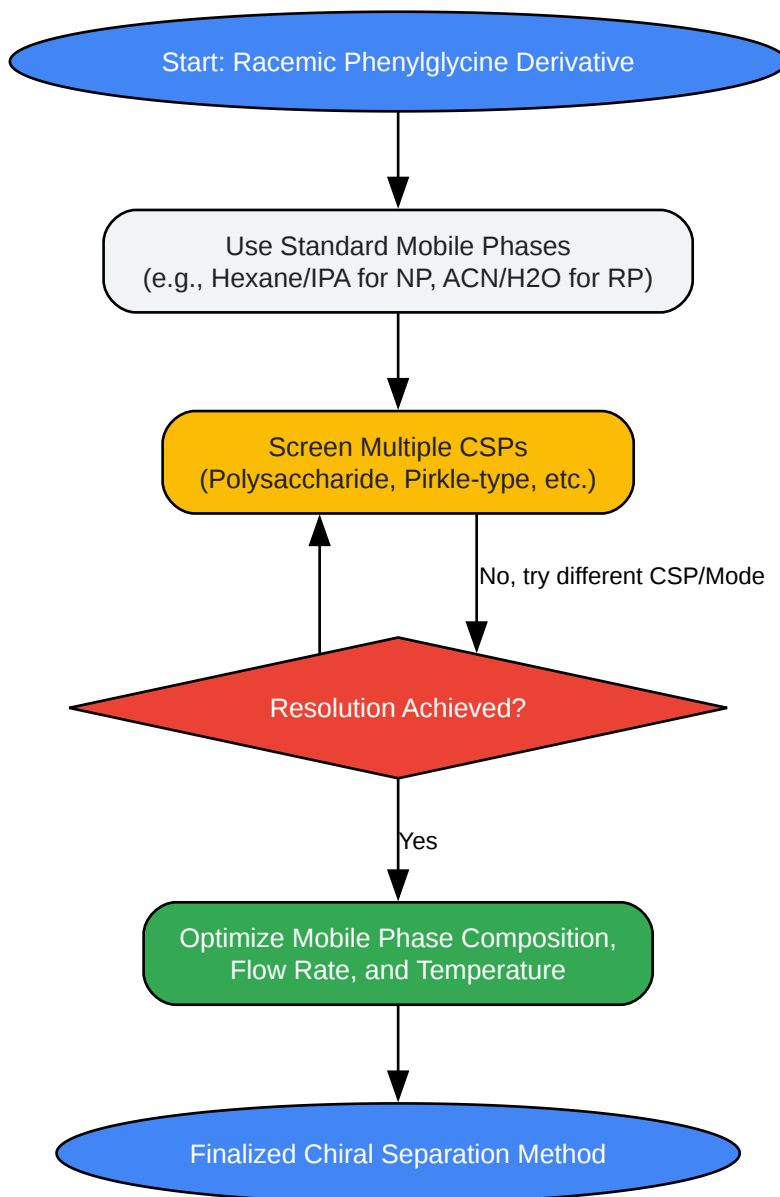 Start: Racemic Phenylglycine Derivative
Use Standard Mobile Phases
(e.g., Hexane/IPA for NP, ACN/H2O for RP)
Screen Multiple CSPs
(Polysaccharide, Pirkle-type, etc.)
No, try different CSP/Mode
Resolution Achieved?
Yes
Optimize Mobile Phase Composition,
Flow Rate, and Temperature
Finalized Chiral Separation Method